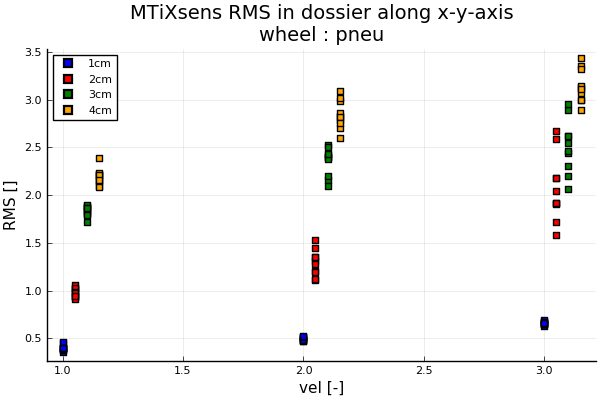 MTiXsens RMS in dossier along x-y-axis
wheel : pneu
1cm
2cm
3cm
4cm
RMS []
3.5
3.0
2.5
2.0
1.5
1.0
0.5
1.0 1.5 2.0 2.5 3.0
vel [-]